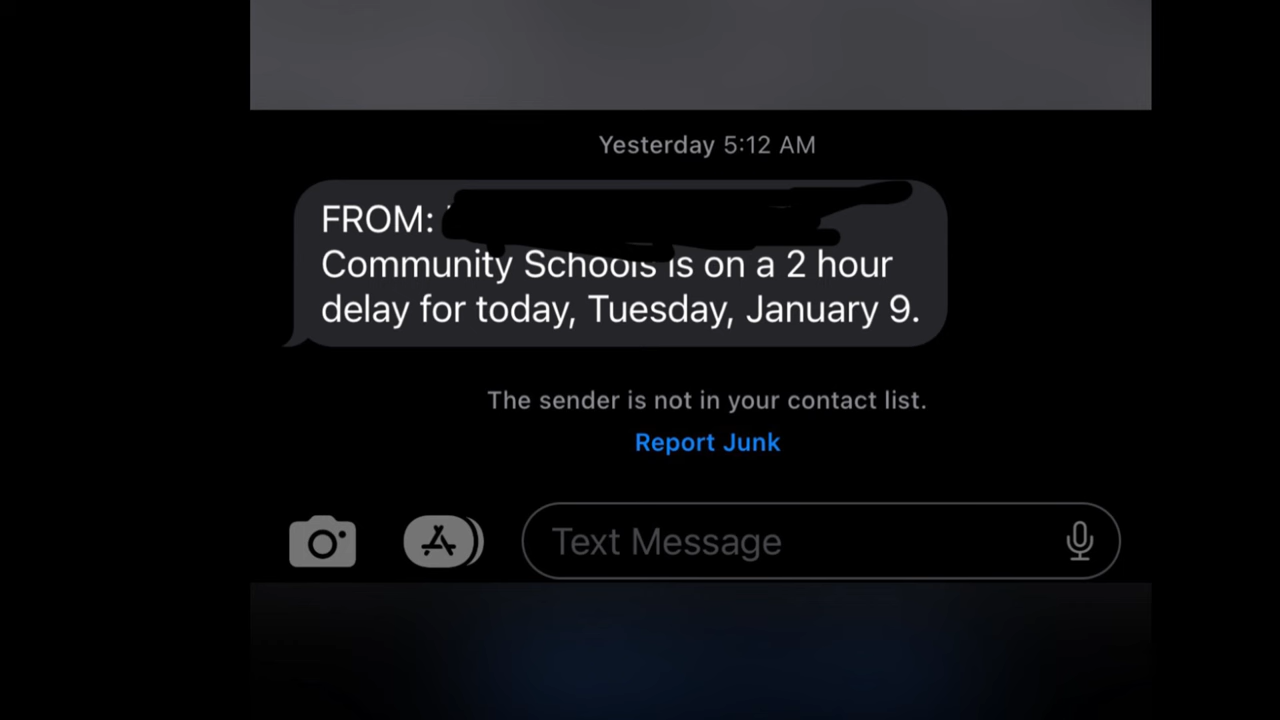 Yesterday 5:12 AM
FROM:
Community Schools is on a 2 hour
delay for today, Tuesday, January 9.
The sender is not in your contact list.
Report Junk
Text Message